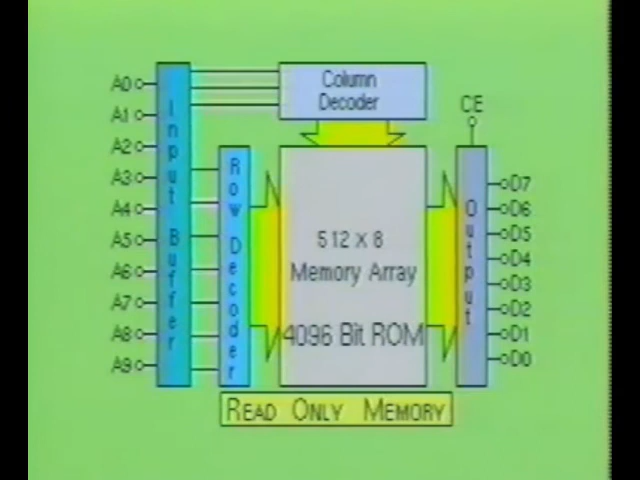 Column
Decoder
CE
A0
A1
A2
A3
A4
A5
A6
A7
A8
A9
Input Buffer
Row Decoder
512 x 8
Memory Array
4096 Bit ROM
Output
D7
D6
D5
D4
D3
D2
D1
D0
READ ONLY MEMORY